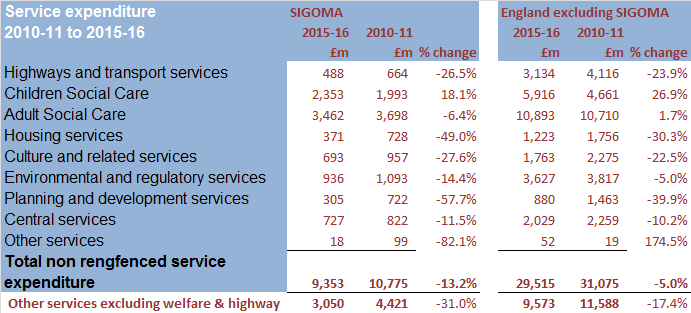 Service expenditure SIGOMA England excluding SIGOMA
2010-11 to 2015-16 2015-16 2010-11 2015-16 2010-11
£m £m % change £m £m % change
Highways and transport services 488 664 -26.5% 3,134 4,116 -23.9%
Children Social Care 2,353 1,993 18.1% 5,916 4,661 26.9%
Adult Social Care 3,462 3,698 -6.4% 10,893 10,710 1.7%
Housing services 371 728 -49.0% 1,223 1,756 -30.3%
Culture and related services 693 957 -27.6% 1,763 2,275 -22.5%
Environmental and regulatory services 936 1,093 -14.4% 3,627 3,817 -5.0%
Planning and development services 305 722 -57.7% 880 1,463 -39.9%
Central services 727 822 -11.5% 2,029 2,259 -10.2%
Other services 18 99 -82.1% 52 19 174.5%
Total non rengfenced service
expenditure 9,353 10,775 -13.2% 29,515 31,075 -5.0%
Other services excluding welfare & highway 3,050 4,421 -31.0% 9,573 11,588 -17.4%